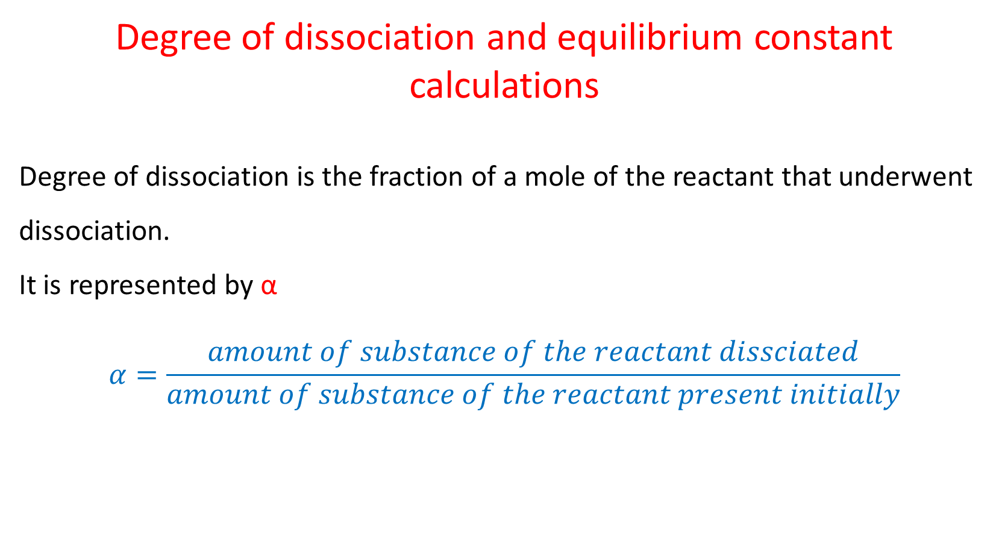 Degree of dissociation and equilibrium constant
calculations
Degree of dissociation is the fraction of a mole of the reactant that underwent
dissociation.
It is represented by α
α = amount of substance of the reactant dissciated
amount of substance of the reactant present initially